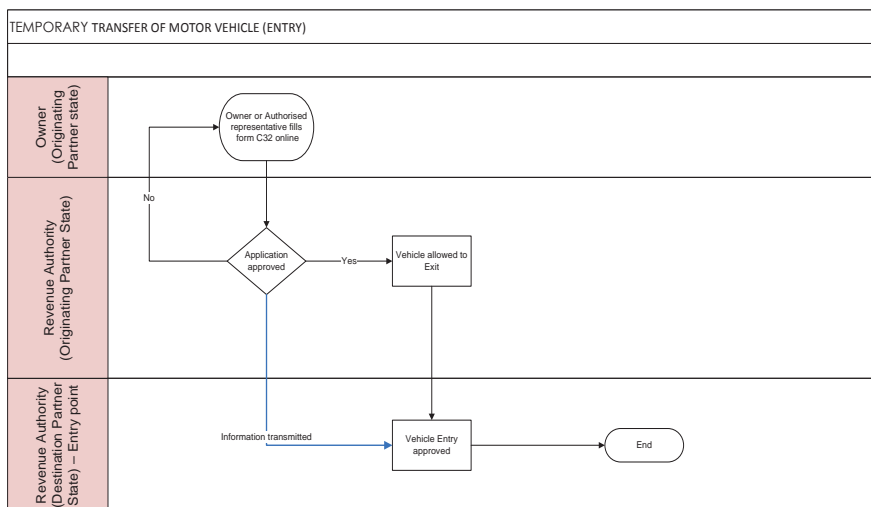 TEMPORARY TRANSFER OF MOTOR VEHICLE (ENTRY)
Owner
(Originating
Partner state)
Owner or Authorised
representative fills
form C32 online
No
Revenue Authority
(Originating Partner State)
Application
approved
Yes
Vehicle allowed to
Exit
Revenue Authority
(Destination Partner
State) – Entry point
Information transmitted
Vehicle Entry
approved
End